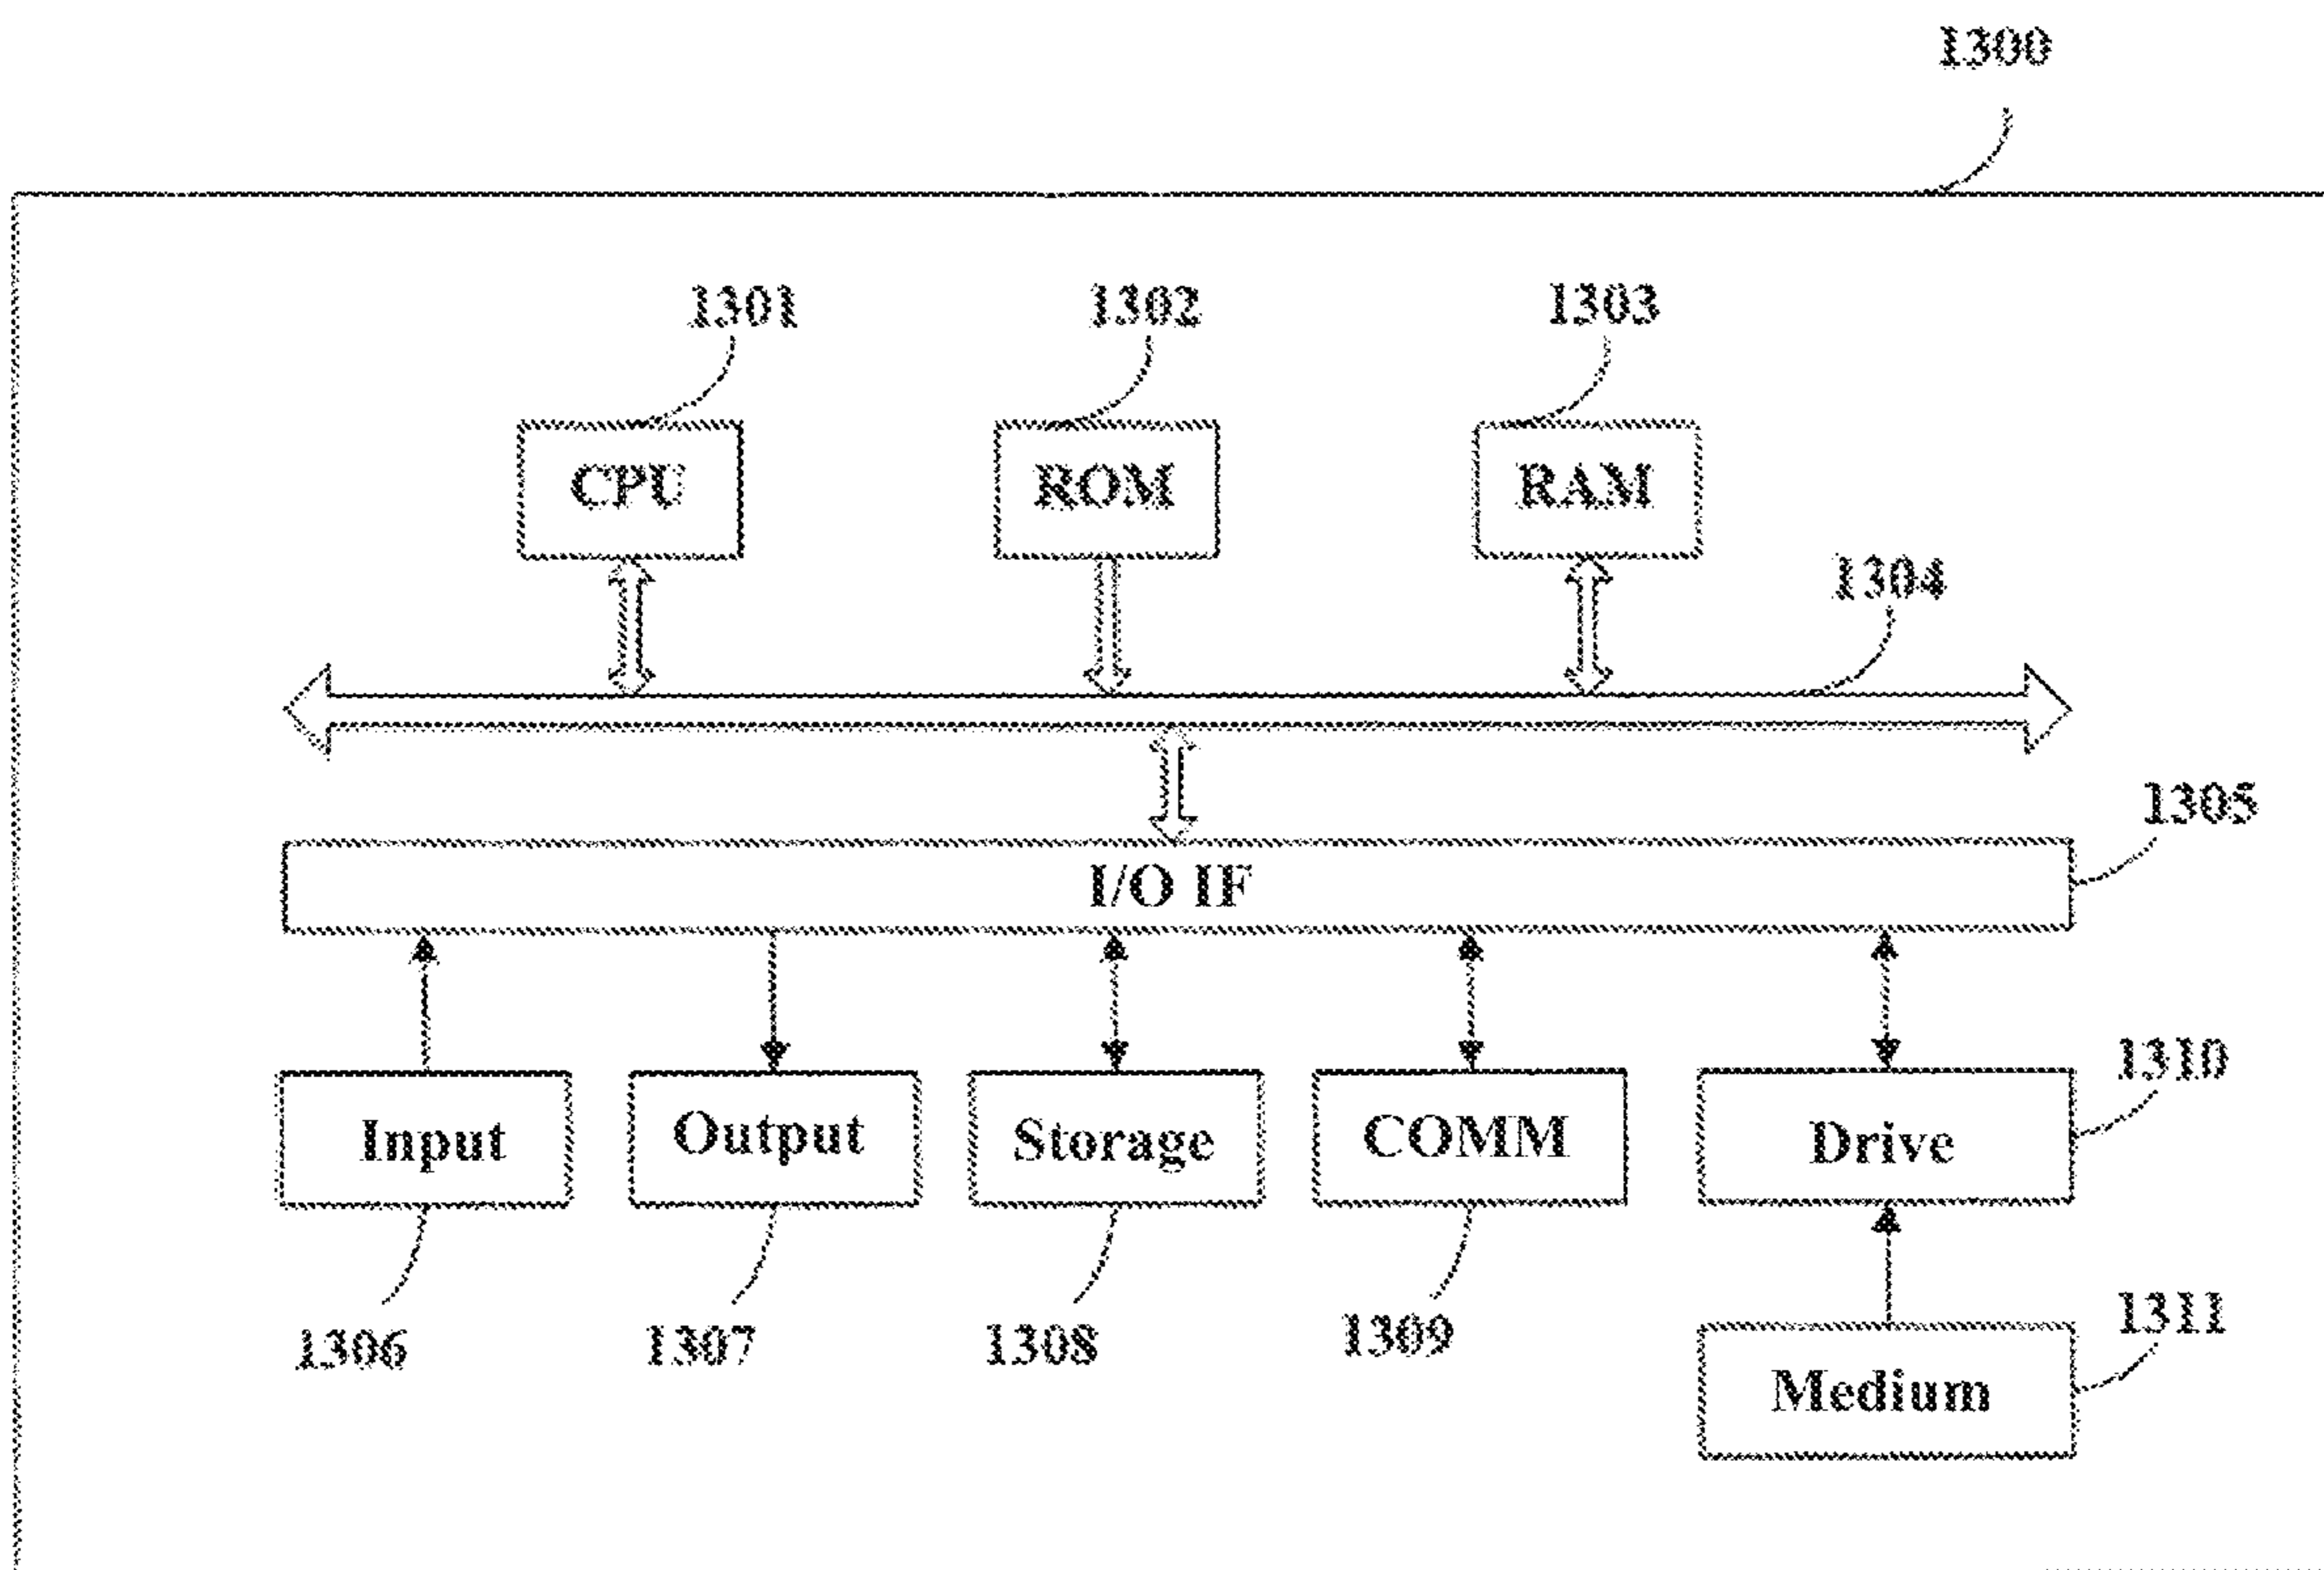 1300
1301 1302 1303
CPU ROM RAM
1304
1305
I/O IF
1310
Input Output Storage COMM Drive
1306 1307 1308 1309
1311
Medium